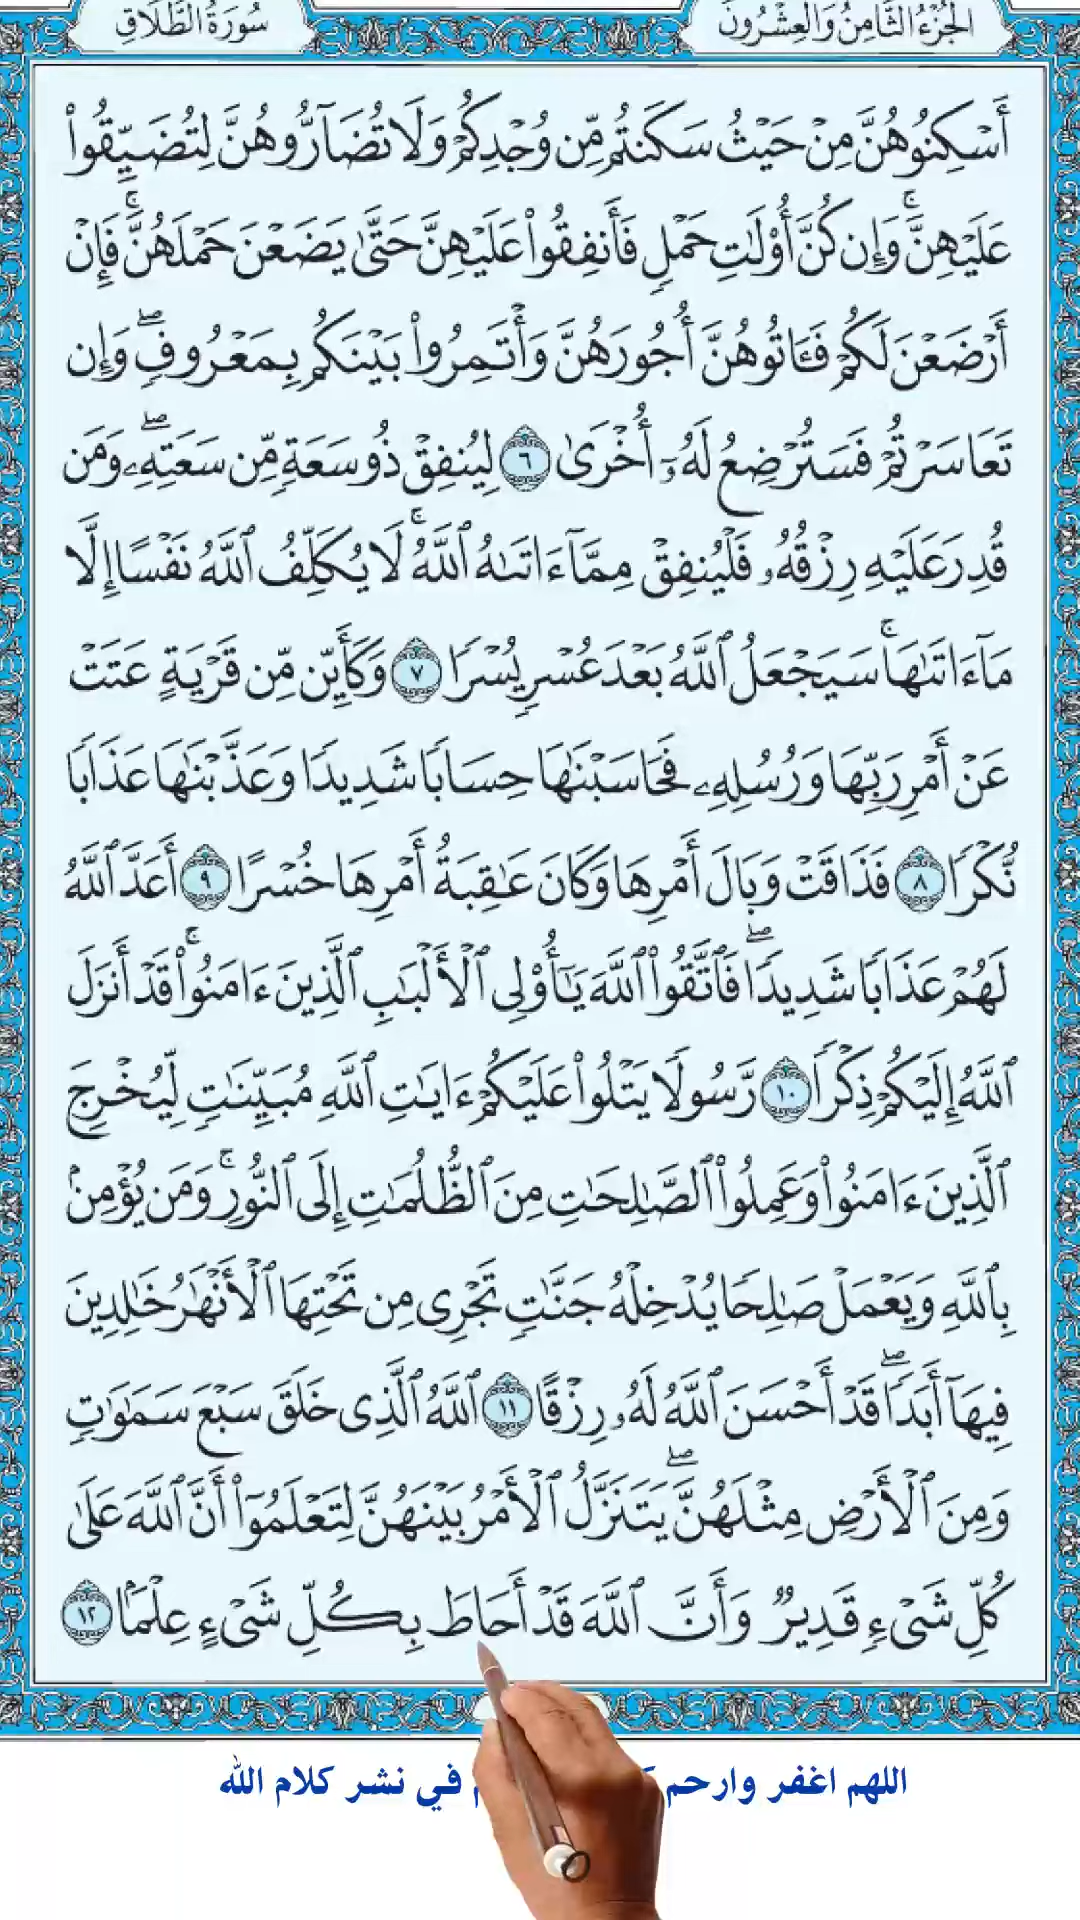 الجُزْءُ الثَّامِنُ وَالعِشْرُونَ
سُورَةُ الطَّلَاقِ
أَسْكِنُوهُنَّ مِنْ حَيْثُ سَكَنتُم مِّن وُجْدِكُمْ وَلَا تُضَآرُّوهُنَّ لِتُضَيِّقُوا۟
عَلَيْهِنَّ ۚ وَإِن كُنَّ أُو۟لَٰتِ حَمْلٍ فَأَنفِقُوا۟ عَلَيْهِنَّ حَتَّىٰ يَضَعْنَ حَمْلَهُنَّ ۚ فَإِنْ
أَرْضَعْنَ لَكُمْ فَـَٔاتُوهُنَّ أُجُورَهُنَّ وَأْتَمِرُوا۟ بَيْنَكُم بِمَعْرُوفٍ ۖ وَإِن
تَعَاسَرْتُمْ فَسَتُرْضِعُ لَهُۥٓ أُخْرَىٰ ٦ لِيُنفِقْ ذُو سَعَةٍ مِّن سَعَتِهِۦ ۖ وَمَن
قُدِرَ عَلَيْهِ رِزْقُهُۥ فَلْيُنفِقْ مِمَّآ ءَاتَىٰهُ ٱللَّهُ ۚ لَا يُكَلِّفُ ٱللَّهُ نَفْسًا إِلَّا
مَآ ءَاتَىٰهَا ۚ سَيَجْعَلُ ٱللَّهُ بَعْدَ عُسْرٍ يُسْرًا ٧ وَكَأَيِّن مِّن قَرْيَةٍ عَتَتْ
عَنْ أَمْرِ رَبِّهَا وَرُسُلِهِۦ فَحَاسَبْنَٰهَا حِسَابًا شَدِيدًا وَعَذَّبْنَٰهَا عَذَابًا
نُّكْرًا ٨ فَذَاقَتْ وَبَالَ أَمْرِهَا وَكَانَ عَٰقِبَةُ أَمْرِهَا خُسْرًا ٩ أَعَدَّ ٱللَّهُ
لَهُمْ عَذَابًا شَدِيدًا ۖ فَٱتَّقُوا۟ ٱللَّهَ يَٰٓأُو۟لِى ٱلْأَلْبَٰبِ ٱلَّذِينَ ءَامَنُوا۟ ۚ قَدْ أَنزَلَ
ٱللَّهُ إِلَيْكُمْ ذِكْرًا ١٠ رَّسُولًا يَتْلُوا۟ عَلَيْكُمْ ءَايَٰتِ ٱللَّهِ مُبَيِّنَٰتٍ لِّيُخْرِجَ
ٱلَّذِينَ ءَامَنُوا۟ وَعَمِلُوا۟ ٱلصَّٰلِحَٰتِ مِنَ ٱلظُّلُمَٰتِ إِلَى ٱلنُّورِ ۚ وَمَن يُؤْمِنۢ
بِٱللَّهِ وَيَعْمَلْ صَٰلِحًا يُدْخِلْهُ جَنَّٰتٍ تَجْرِى مِن تَحْتِهَا ٱلْأَنْهَٰرُ خَٰلِدِينَ
فِيهَآ أَبَدًا ۖ قَدْ أَحْسَنَ ٱللَّهُ لَهُۥ رِزْقًا ١١ ٱللَّهُ ٱلَّذِى خَلَقَ سَبْعَ سَمَٰوَٰتٍ
وَمِنَ ٱلْأَرْضِ مِثْلَهُنَّ ۖ يَتَنَزَّلُ ٱلْأَمْرُ بَيْنَهُنَّ لِتَعْلَمُوٓا۟ أَنَّ ٱللَّهَ عَلَىٰ
كُلِّ شَىْءٍ قَدِيرٌ وَأَنَّ ٱللَّهَ قَدْ أَحَاطَ بِكُلِّ شَىْءٍ عِلْمًۢا ١٢
اللهم اغفر وارحم في نشر كلام الله